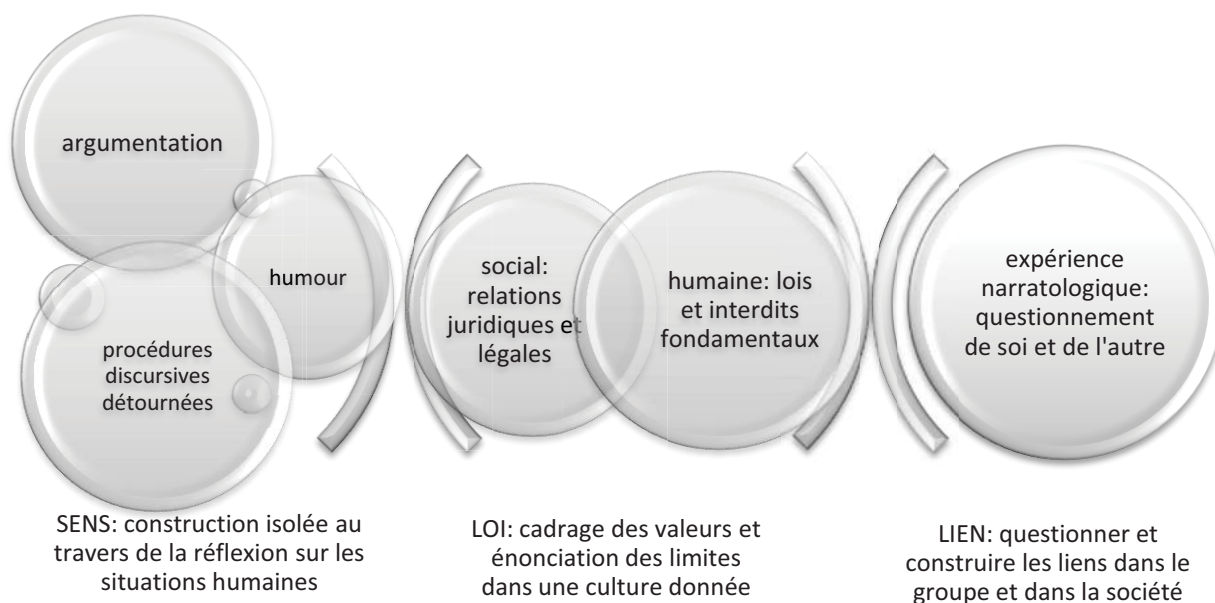 argumentation
procédures
discursives
détournées
humour
SENS: construction isolée au
travers de la réflexion sur les
situations humaines
social:
relations
juridiques et
légales
humaine: lois
et interdits
fondamentaux
LOI: cadrage des valeurs et
énonciation des limites
dans une culture donnée
expérience
narratologique:
questionnement
de soi et de l'autre
LIEN: questionner et
construire les liens dans le
groupe et dans la société